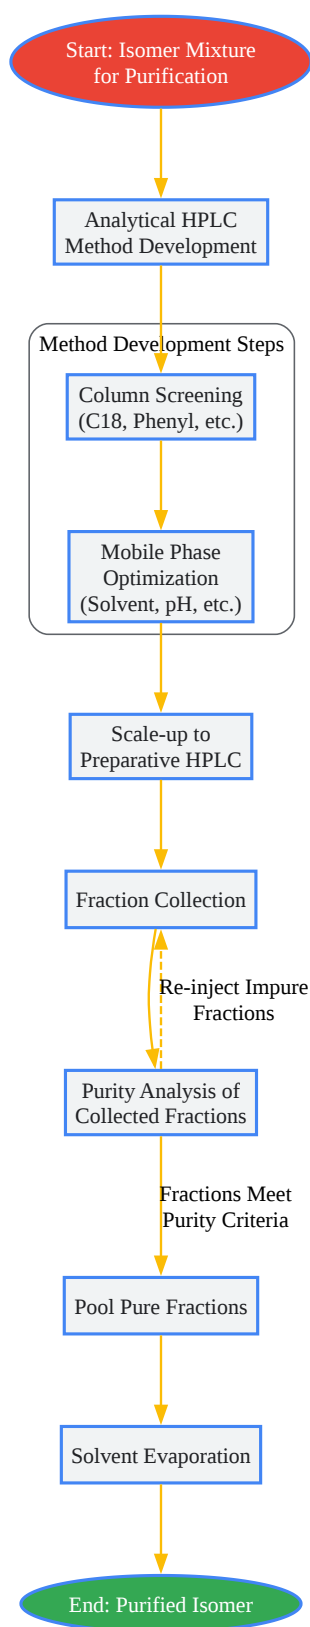 Start: Isomer Mixture
for Purification
Analytical HPLC
Method Development
Method Development Steps
Column Screening
(C18, Phenyl, etc.)
Mobile Phase
Optimization
(Solvent, pH, etc.)
Scale-up to
Preparative HPLC
Fraction Collection
Re-inject Impure
Fractions
Purity Analysis of
Collected Fractions
Fractions Meet
Purity Criteria
Pool Pure Fractions
Solvent Evaporation
End: Purified Isomer